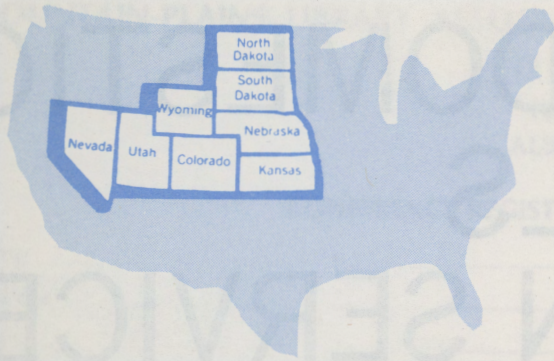 North
Dakota
South
Dakota
Wyoming
Nebraska
Nevada
Utah
Colorado
Kansas